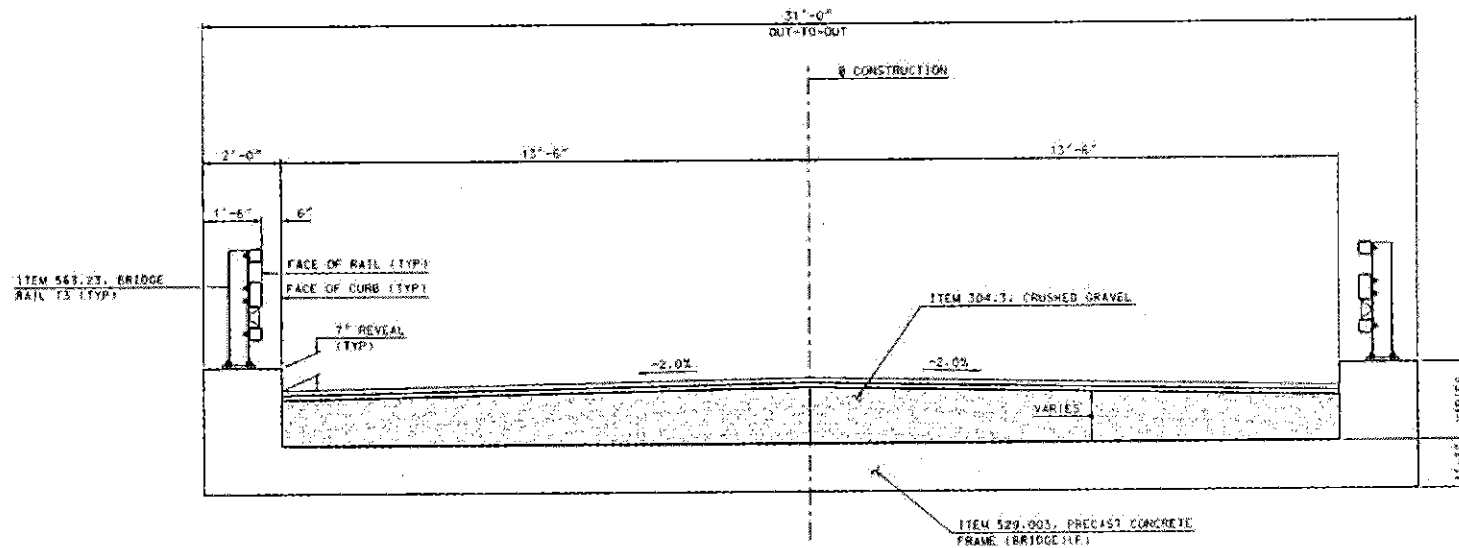 31'-0"
OUT-TO-OUT
CONSTRUCTION
2'-0"
13'-6"
13'-6"
1'-6"
6"
FACE OF RAIL (TYP)
FACE OF CURB (TYP)
ITEM 563.23, BRIDGE
RAIL T3 (TYP)
7" REVEAL
(TYP)
ITEM 304.3, CRUSHED GRAVEL
-2.0%
-2.0%
VARIES
VARIES
ITEM 529.003, PRECAST CONCRETE
FRAME (BRIDGE)(F)